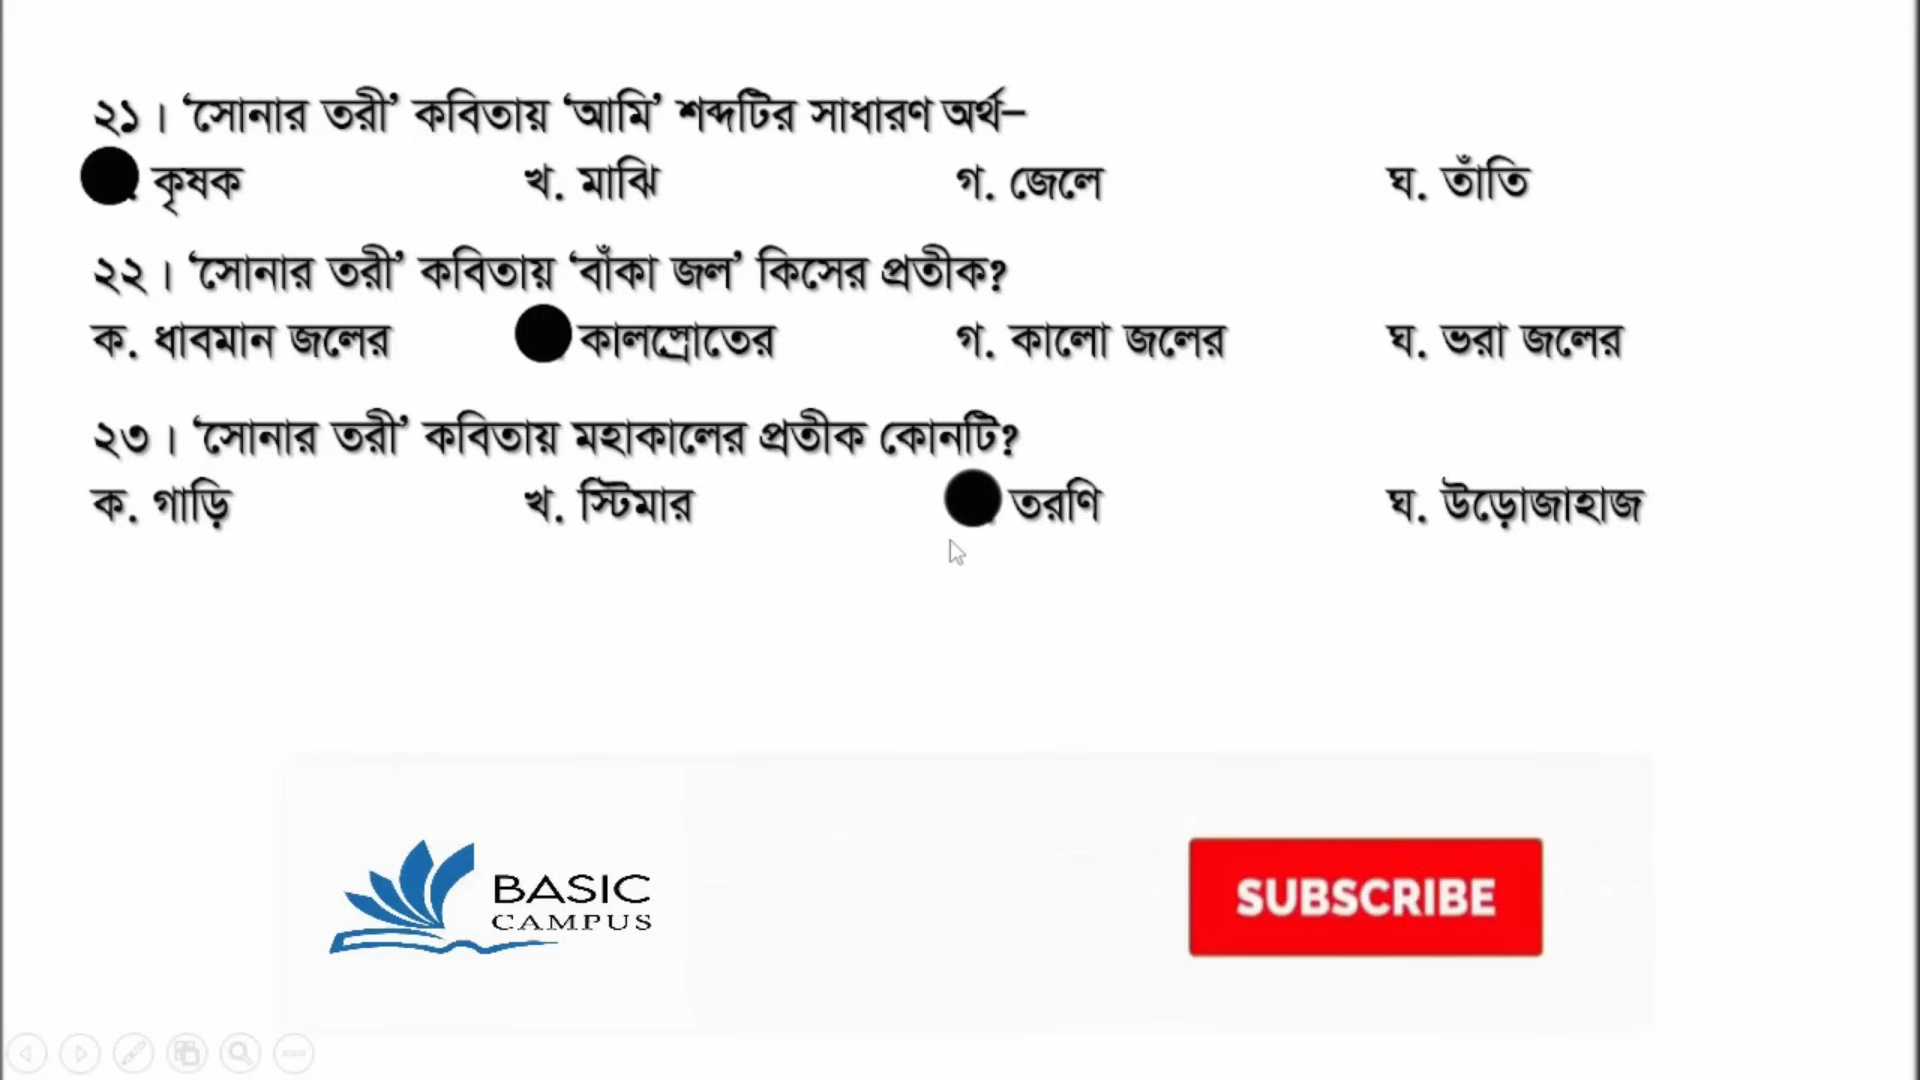 ২১। ‘সোনার তরী’ কবিতায় ‘আমি’ শব্দটির সাধারণ অর্থ–
কৃষক খ. মাঝি গ. জেলে ঘ. তাঁতি
২২। ‘সোনার তরী’ কবিতায় ‘বাঁকা জল’ কিসের প্রতীক?
ক. ধাবমান জলের কালস্রোতের গ. কালো জলের ঘ. ভরা জলের
২৩। ‘সোনার তরী’ কবিতায় মহাকালের প্রতীক কোনটি?
ক. গাড়ি খ. স্টিমার তরণি ঘ. উড়োজাহাজ
BASIC
CAMPUS
SUBSCRIBE